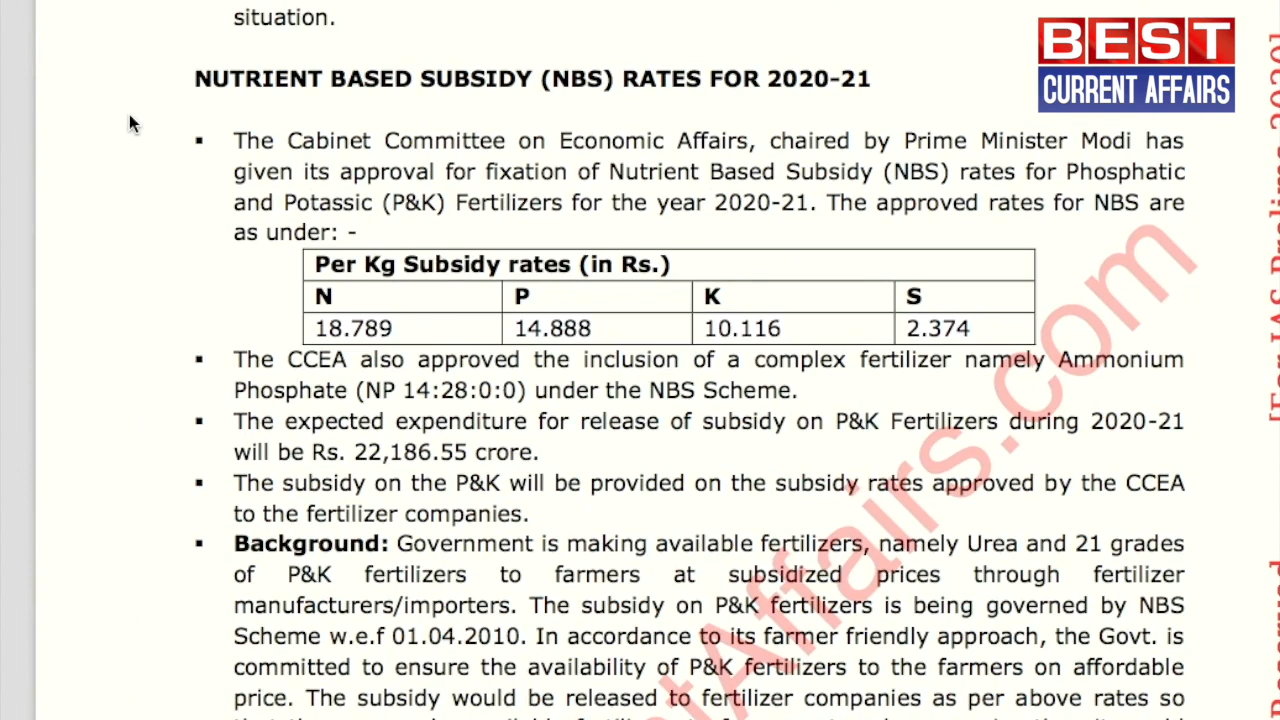 situation.
BEST
CURRENT AFFAIRS
NUTRIENT BASED SUBSIDY (NBS) RATES FOR 2020-21
▪ The Cabinet Committee on Economic Affairs, chaired by Prime Minister Modi has
given its approval for fixation of Nutrient Based Subsidy (NBS) rates for Phosphatic
and Potassic (P&K) Fertilizers for the year 2020-21. The approved rates for NBS are
as under: -
Per Kg Subsidy rates (in Rs.)
N P K S
18.789 14.888 10.116 2.374
▪ The CCEA also approved the inclusion of a complex fertilizer namely Ammonium
Phosphate (NP 14:28:0:0) under the NBS Scheme.
▪ The expected expenditure for release of subsidy on P&K Fertilizers during 2020-21
will be Rs. 22,186.55 crore.
▪ The subsidy on the P&K will be provided on the subsidy rates approved by the CCEA
to the fertilizer companies.
▪ Background: Government is making available fertilizers, namely Urea and 21 grades
of P&K fertilizers to farmers at subsidized prices through fertilizer
manufacturers/importers. The subsidy on P&K fertilizers is being governed by NBS
Scheme w.e.f 01.04.2010. In accordance to its farmer friendly approach, the Govt. is
committed to ensure the availability of P&K fertilizers to the farmers on affordable
price. The subsidy would be released to fertilizer companies as per above rates so
tAffairs.com